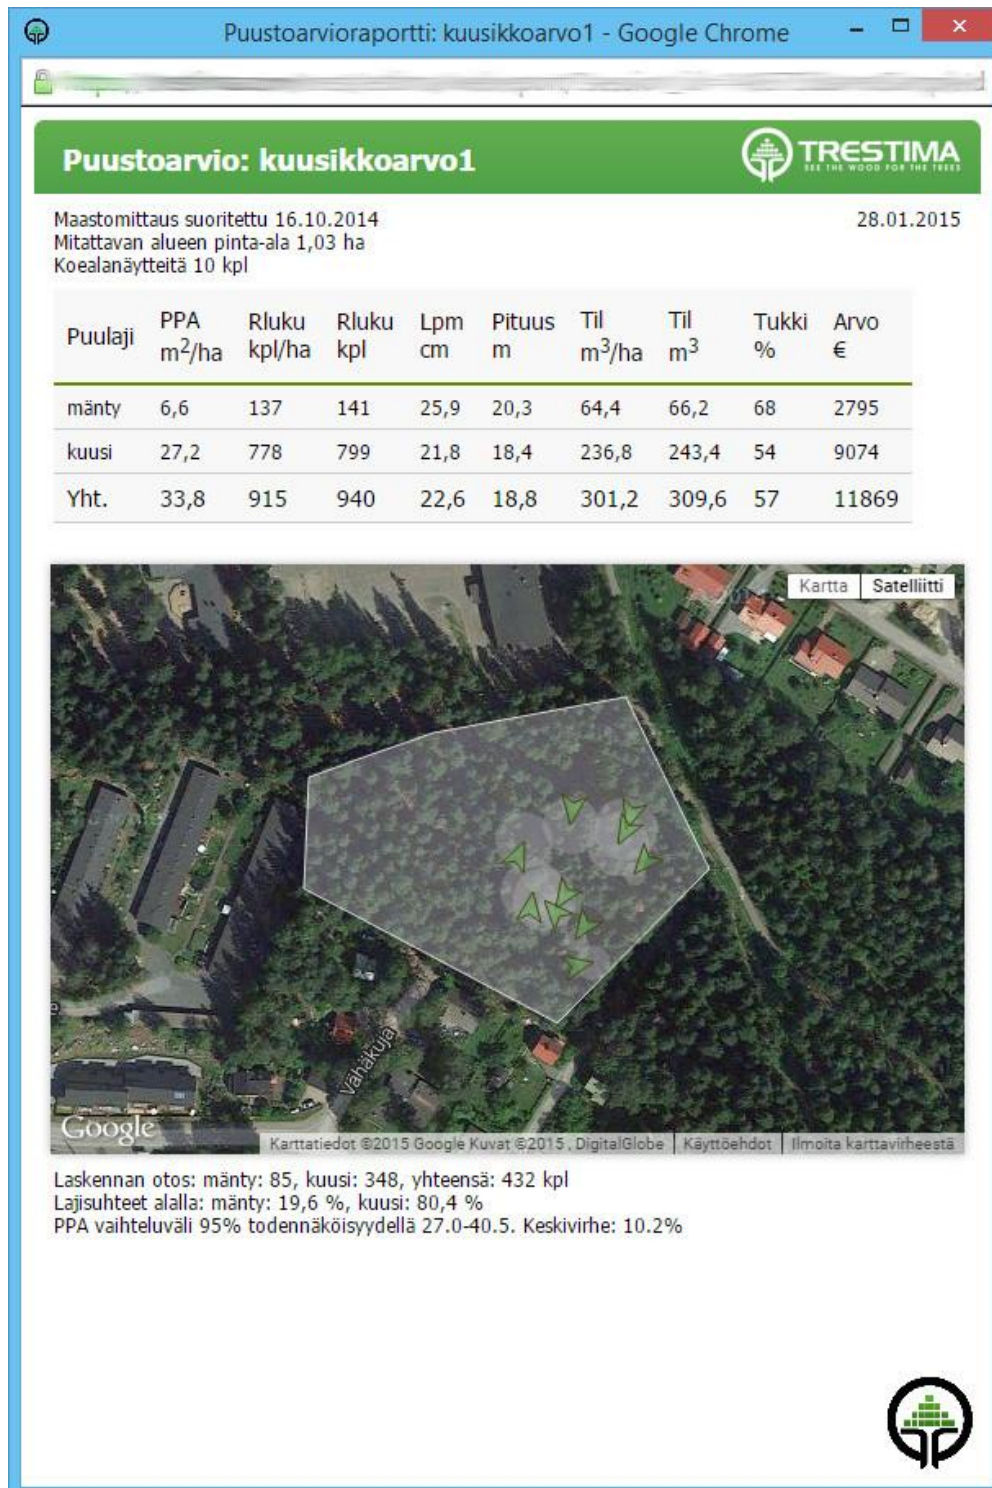 Puustoarvioraportti: kuusikkoarvo1 - Google Chrome
Puustoarvio: kuusikkoarvo1
TRESTIMA
SEE THE WOOD FOR THE TREES
Maastomittaus suoritettu 16.10.2014
28.01.2015
Mitattavan alueen pinta-ala 1,03 ha
Koealanäytteitä 10 kpl
Puulaji PPA m²/ha Rluku kpl/ha Rluku kpl Lpm cm Pituus m Til m³/ha Til m³ Tukki % Arvo €
mänty 6,6 137 141 25,9 20,3 64,4 66,2 68 2795
kuusi 27,2 778 799 21,8 18,4 236,8 243,4 54 9074
Yht. 33,8 915 940 22,6 18,8 301,2 309,6 57 11869
Kartta Satelliitti
Vähäkuja
Google
Karttatiedot ©2015 Google Kuvat ©2015 , DigitalGlobe Käyttöehdot Ilmoita karttavirheestä
Laskennan otos: mänty: 85, kuusi: 348, yhteensä: 432 kpl
Lajisuhteet alalla: mänty: 19,6 %, kuusi: 80,4 %
PPA vaihteluväli 95% todennäköisyydellä 27.0-40.5. Keskivirhe: 10.2%